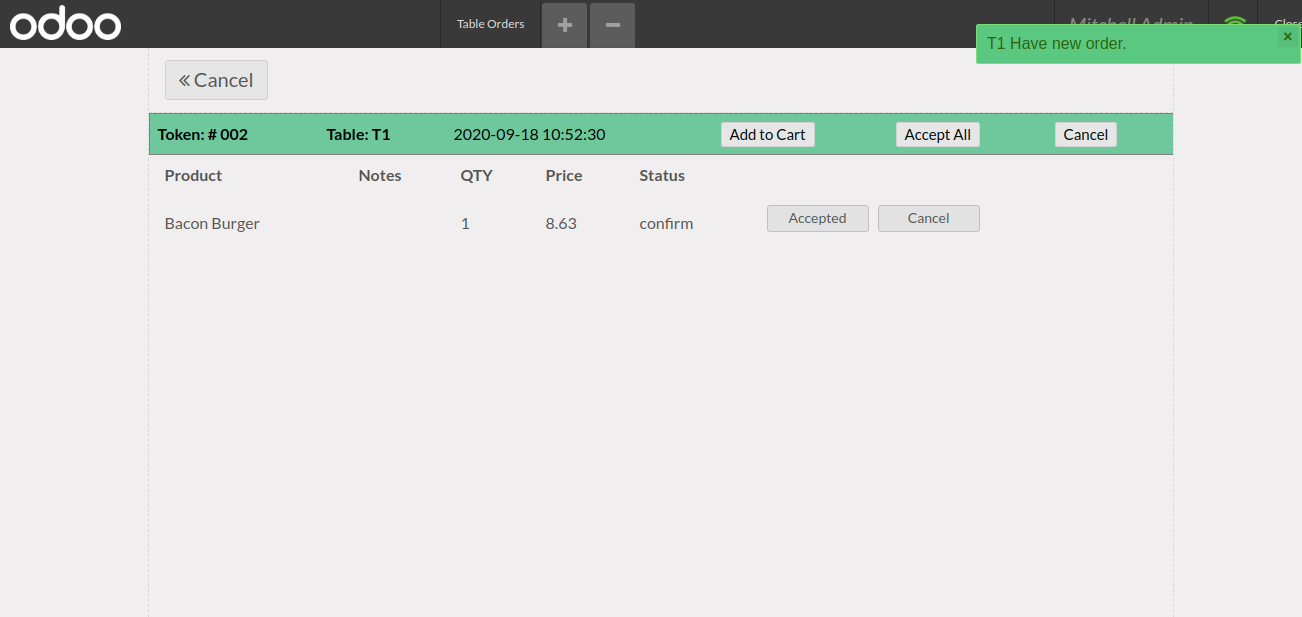 odoo
Table Orders
Mitchell Admin
Close
T1 Have new order.
×
« Cancel
Token: # 002 Table: T1 2020-09-18 10:52:30 Add to Cart Accept All Cancel
Product Notes QTY Price Status
Bacon Burger 1 8.63 confirm Accepted Cancel